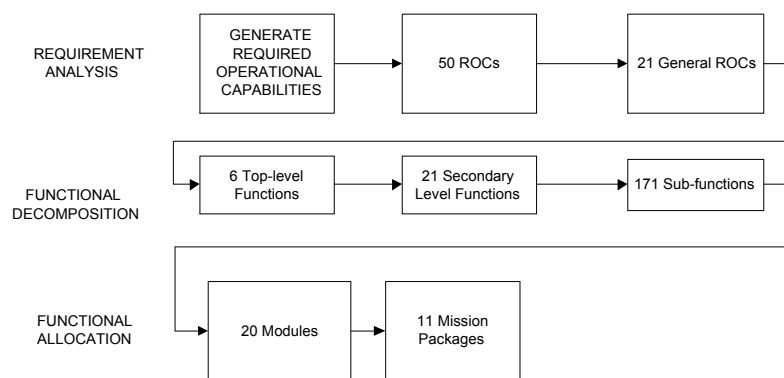 REQUIREMENT
ANALYSIS
GENERATE
REQUIRED
OPERATIONAL
CAPABILITIES
50 ROCs
21 General ROCs
FUNCTIONAL
DECOMPOSITION
6 Top-level
Functions
21 Secondary
Level Functions
171 Sub-functions
FUNCTIONAL
ALLOCATION
20 Modules
11 Mission
Packages